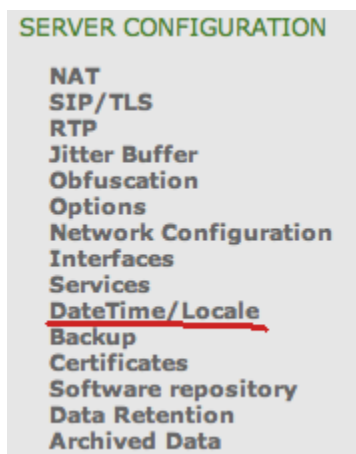 SERVER CONFIGURATION
NAT
SIP/TLS
RTP
Jitter Buffer
Obfuscation
Options
Network Configuration
Interfaces
Services
DateTime/Locale
Backup
Certificates
Software repository
Data Retention
Archived Data